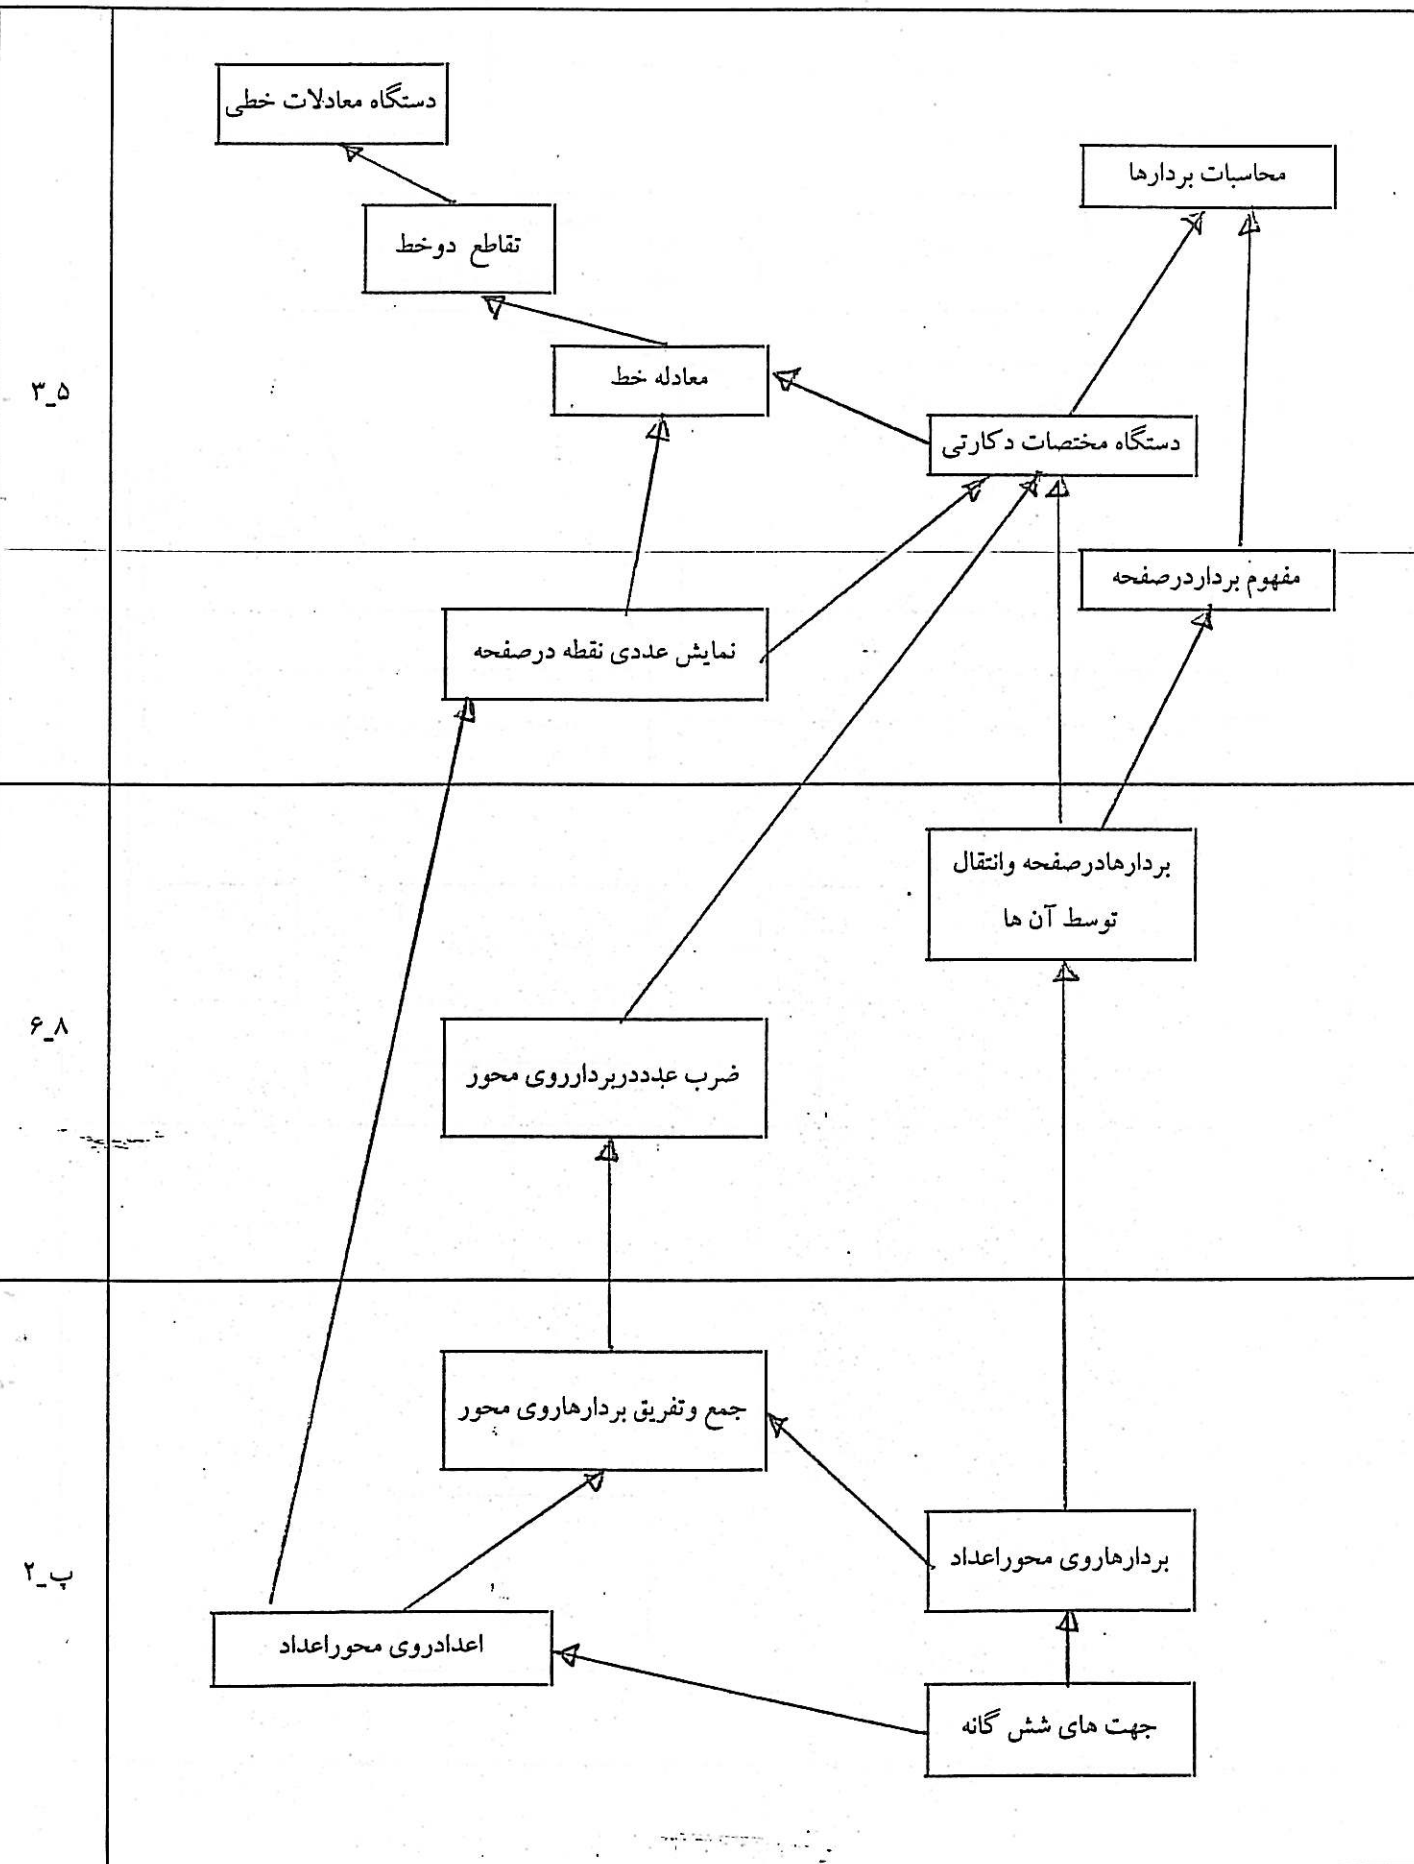 دستگاه معادلات خطی
محاسبات بردارها
تقاطع دوخط
معادله خط
۳_۵
دستگاه مختصات دکارتی
مفهوم برداردرصفحه
نمایش عددی نقطه درصفحه
بردارهادرصفحه وانتقال
توسط آن ها
۶_۸
ضرب عدددربردارروی محور
جمع وتفریق بردارهاروی محور
بردارهاروی محوراعداد
پ_۲
اعدادروی محوراعداد
جهت های شش گانه